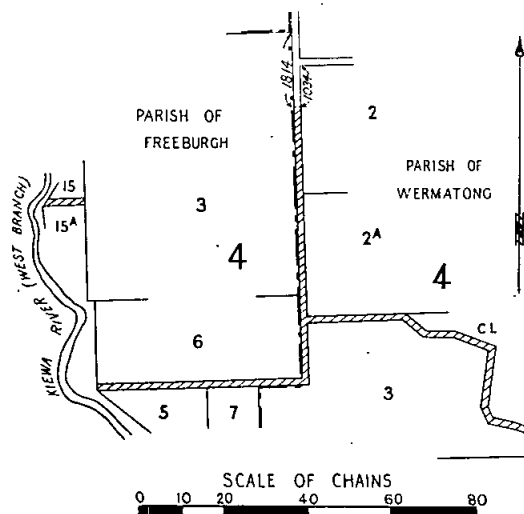 1814
1034
PARISH OF
FREEBURGH
2
PARISH OF
WERMATONG
15
15A
3
2A
4
4
KIEWA RIVER (WEST BRANCH)
6
C L
5
7
3
SCALE OF CHAINS
0 10 20 40 60 80